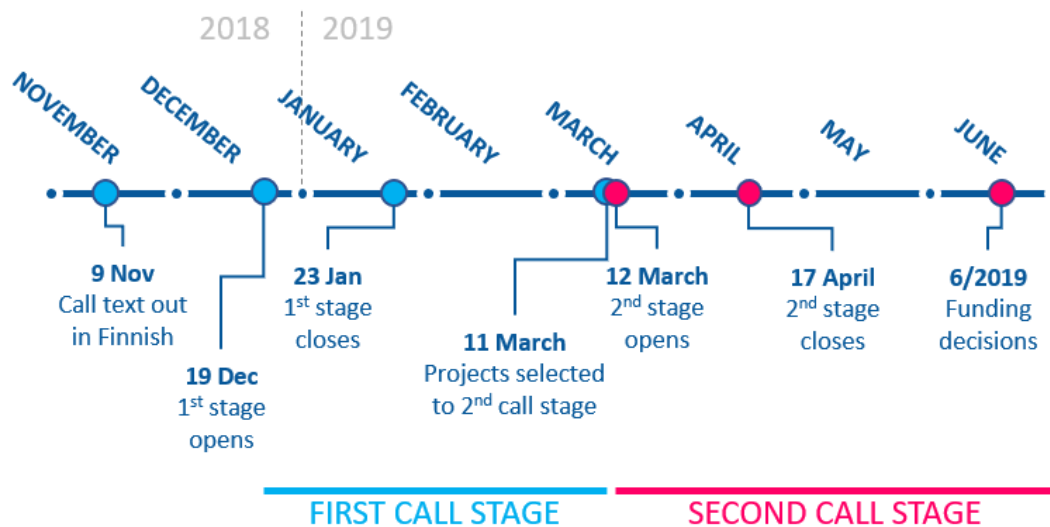 2018 2019
NOVEMBER
DECEMBER
JANUARY
FEBRUARY
MARCH
APRIL
MAY
JUNE
9 Nov
Call text out
in Finnish
19 Dec
1st stage
opens
23 Jan
1st stage
closes
11 March
Projects selected
to 2nd call stage
12 March
2nd stage
opens
17 April
2nd stage
closes
6/2019
Funding
decisions
FIRST CALL STAGE
SECOND CALL STAGE